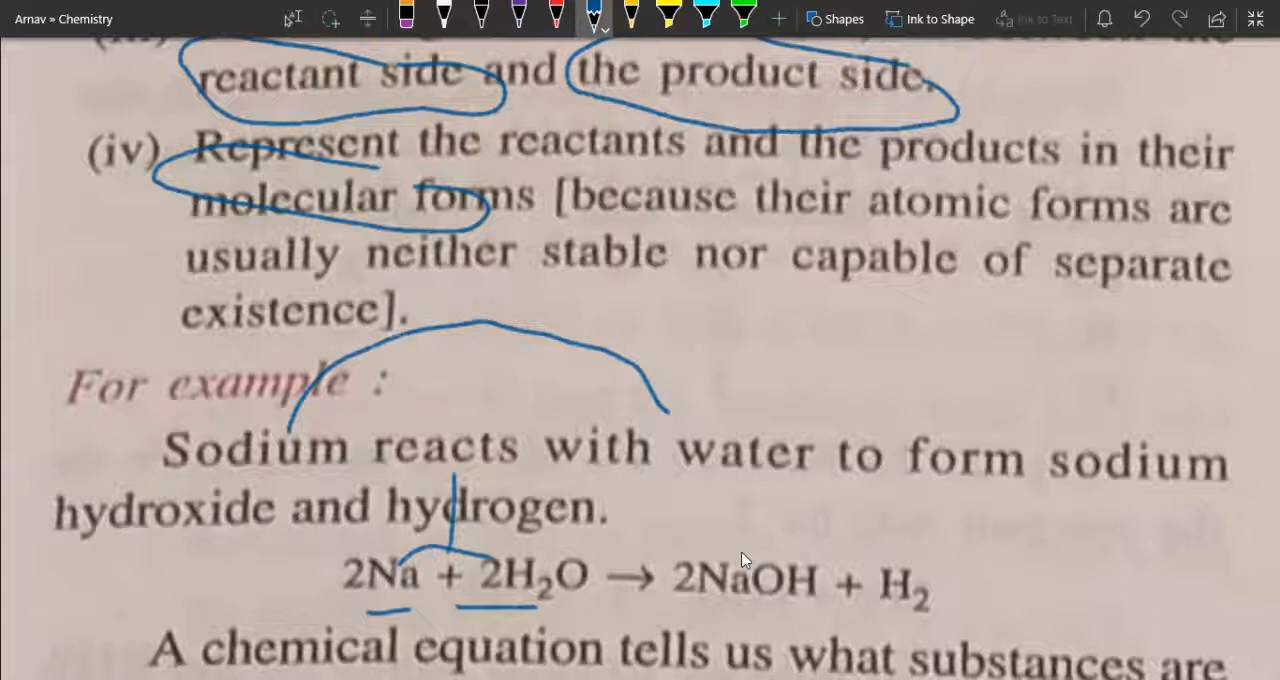 Arnav » Chemistry
Shapes Ink to Shape Ink to Text
reactant side and the product side.
(iv) Represent the reactants and the products in their
molecular forms [because their atomic forms are
usually neither stable nor capable of separate
existence].
For example :
Sodium reacts with water to form sodium
hydroxide and hydrogen.
2Na + 2H₂O → 2NaOH + H₂
A chemical equation tells us what substances are